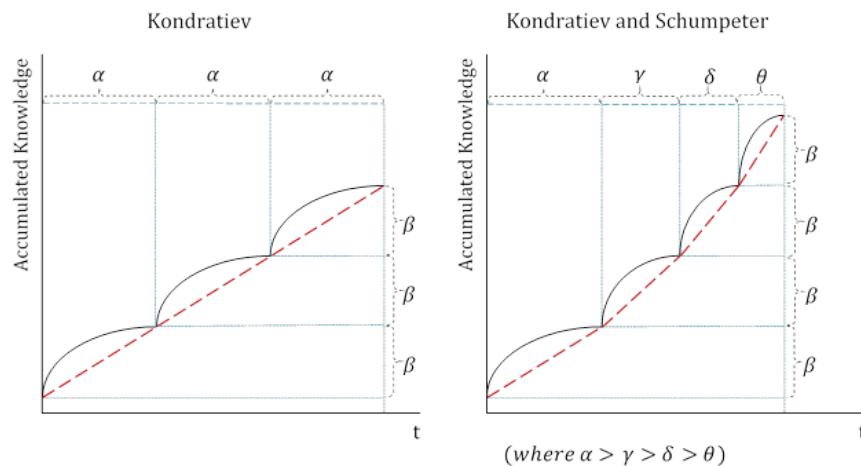 Kondratiev
α
α
α
Accumulated Knowledge
β
β
β
t
Kondratiev and Schumpeter
α
γ
δ
θ
Accumulated Knowledge
β
β
β
β
t
(where α > γ > δ > θ)